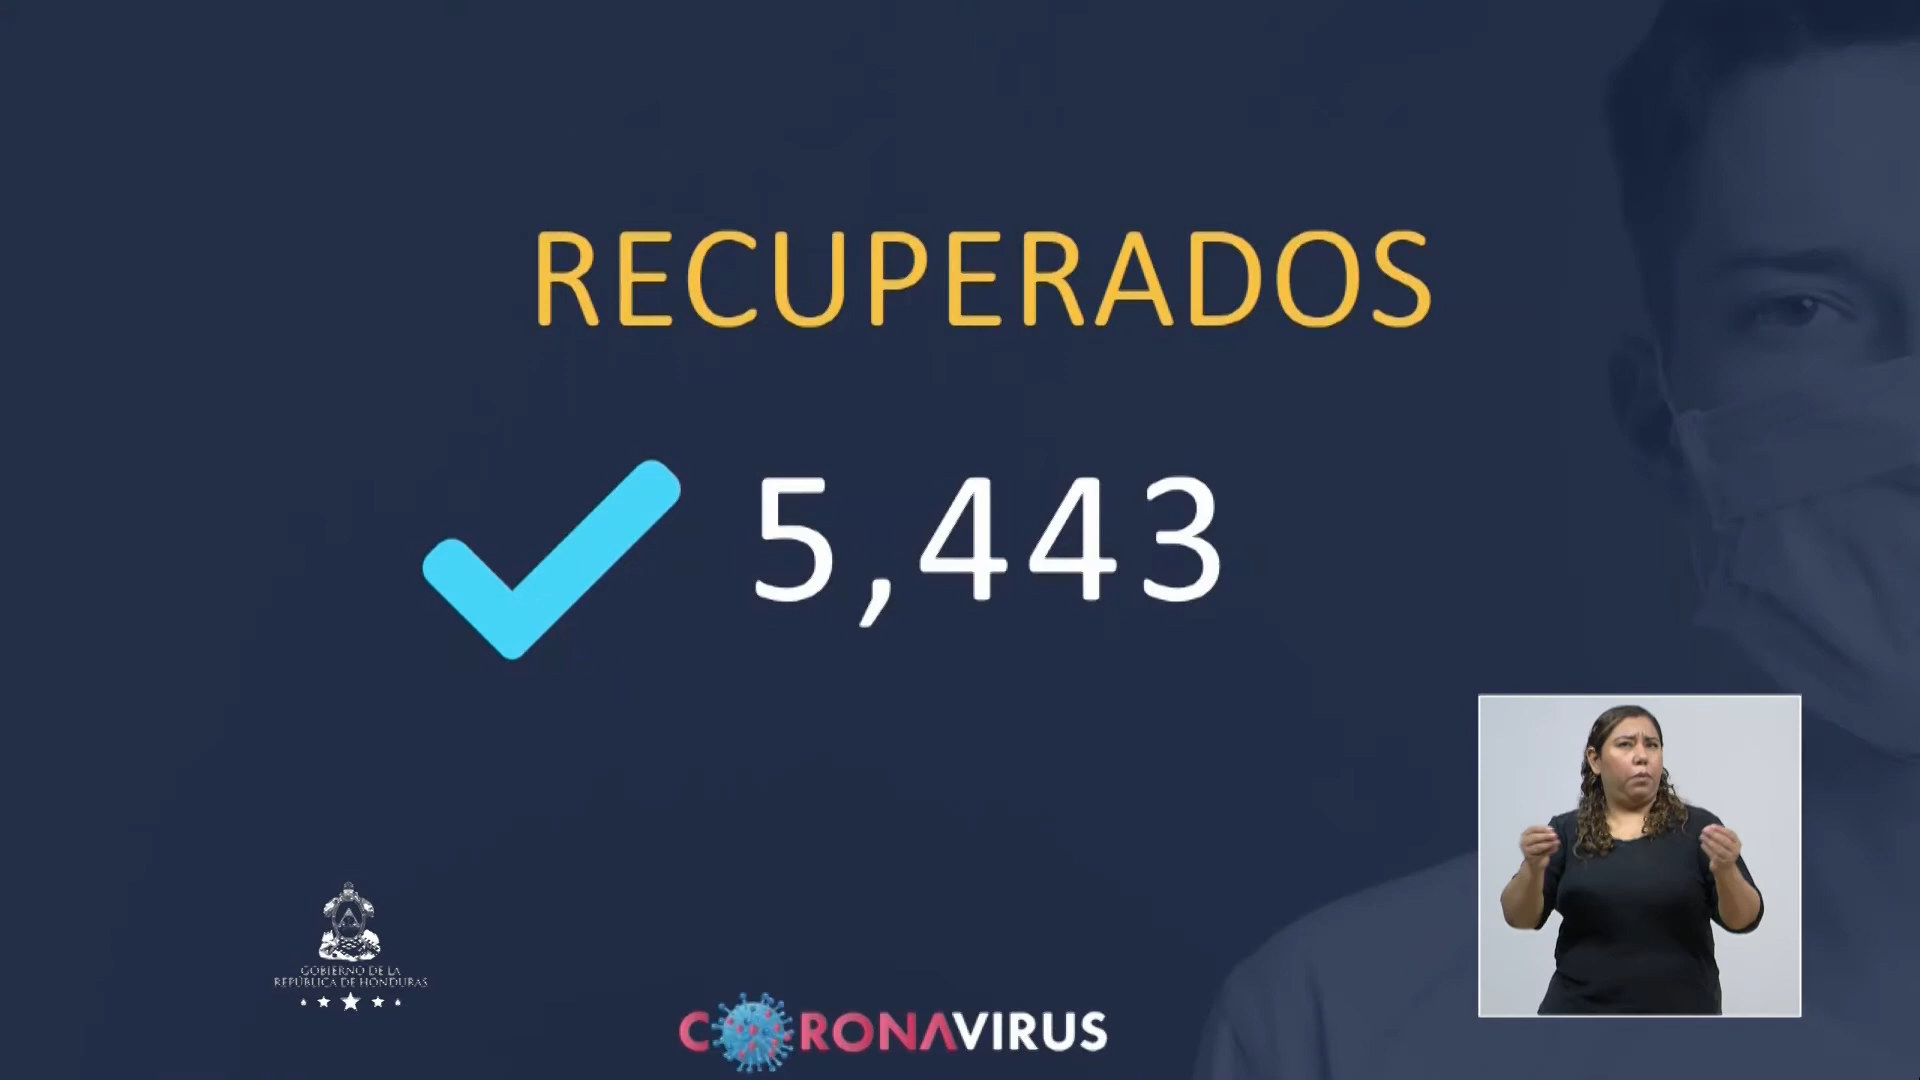 RECUPERADOS
5,443
GOBIERNO DE LA
REPÚBLICA DE HONDURAS
CORONAVIRUS